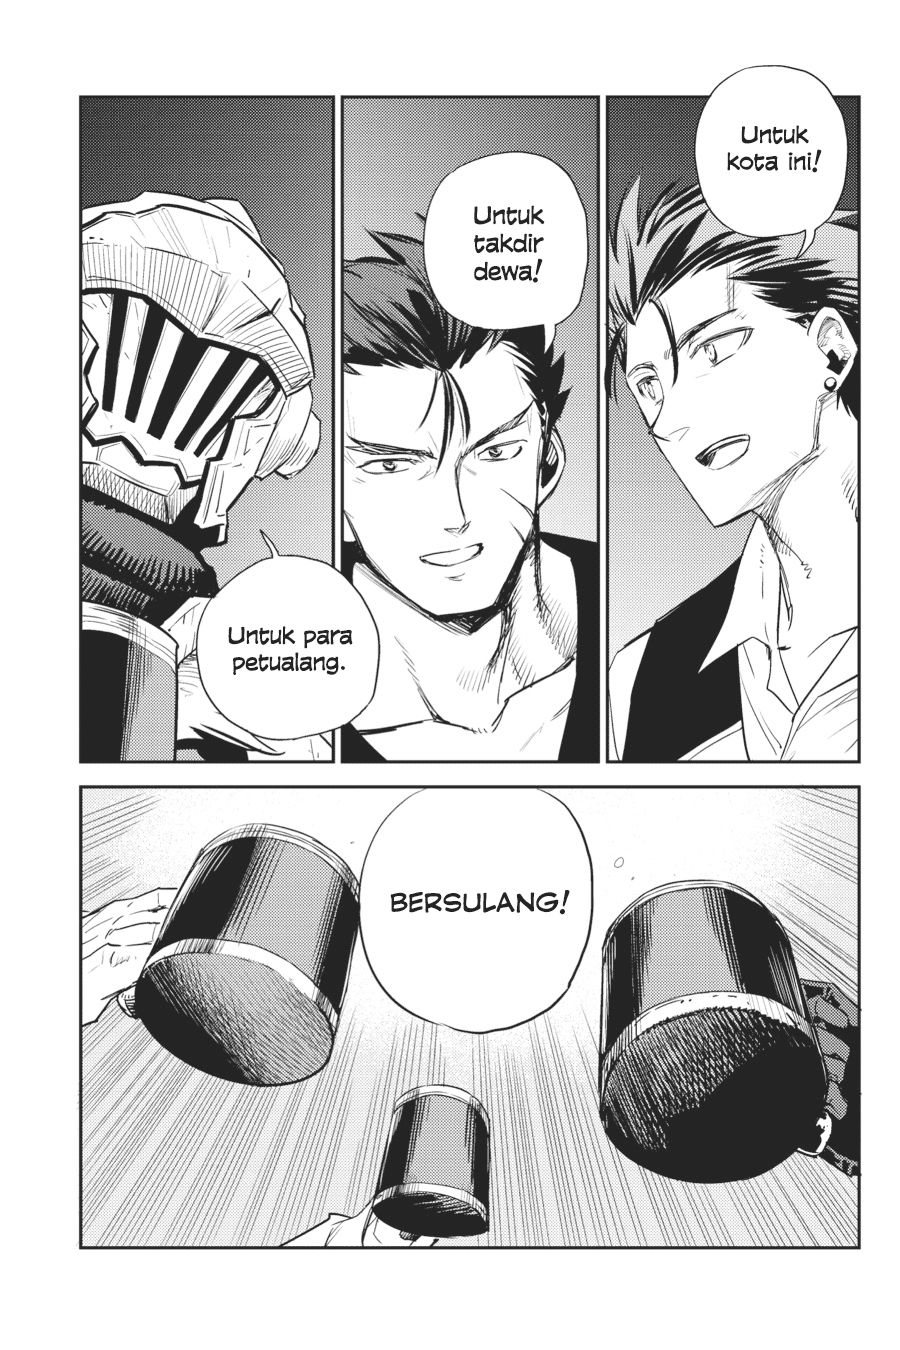 Untuk
kota ini!
Untuk
takdir
dewa!
Untuk para
petualang.
BERSULANG!